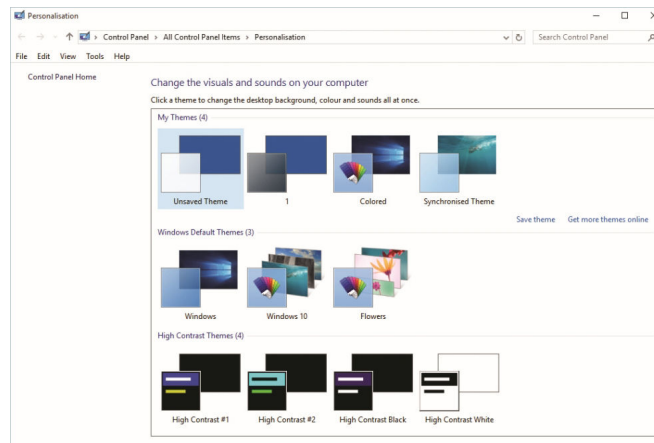 Personalisation
Control Panel > All Control Panel Items > Personalisation
Search Control Panel
File Edit View Tools Help
Control Panel Home
Change the visuals and sounds on your computer
Click a theme to change the desktop background, colour and sounds all at once.
My Themes (4)
Unsaved Theme 1 Colored Synchronised Theme
Save theme Get more themes online
Windows Default Themes (3)
Windows Windows 10 Flowers
High Contrast Themes (4)
High Contrast #1 High Contrast #2 High Contrast Black High Contrast White